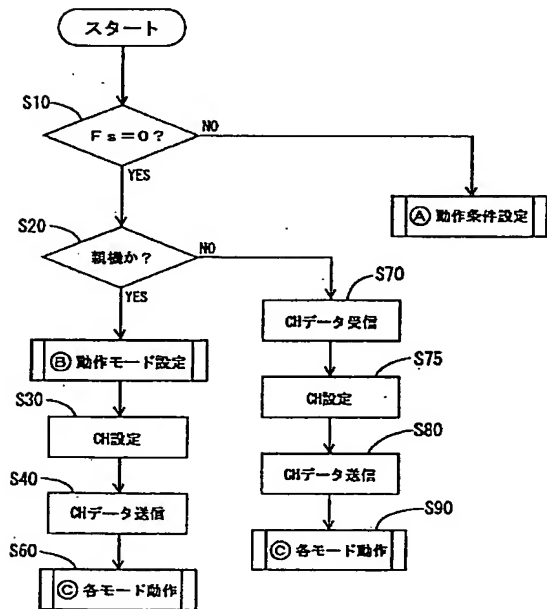 スタート
S10
Fs=0?
NO
YES
Ⓐ 動作条件設定
S20
親機か?
NO
YES
S70
CHデータ受信
Ⓑ 動作モード設定
S75
S30
CH設定
CH設定
S80
S40
CHデータ送信
CHデータ送信
S90
S60
Ⓒ 各モード動作
Ⓒ 各モード動作